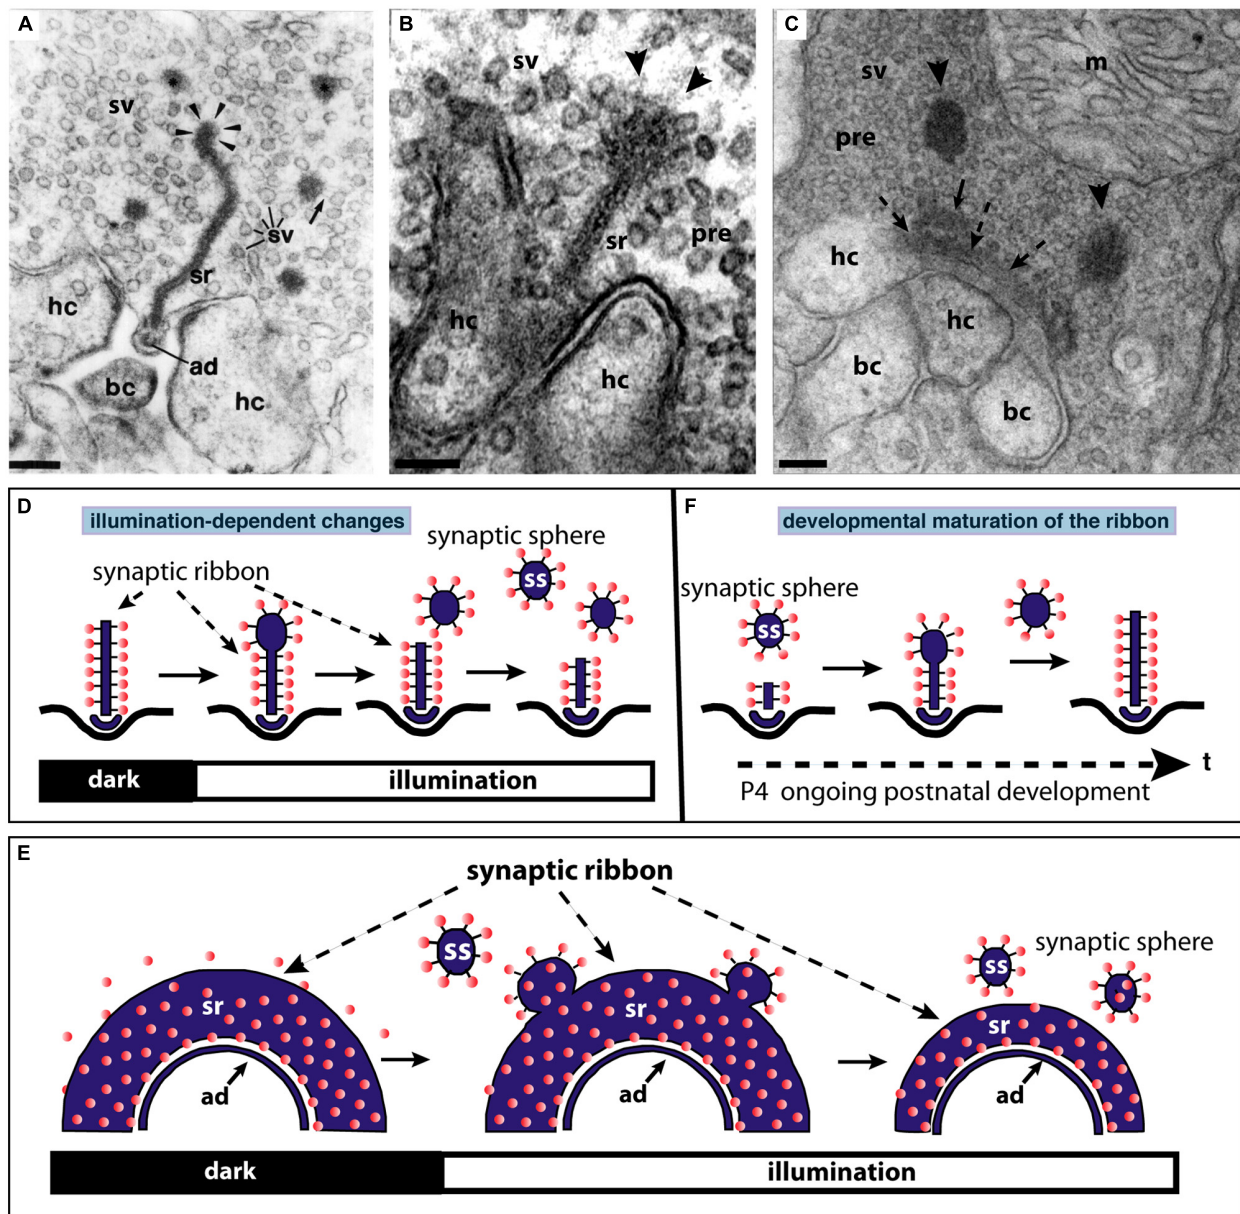 A
sv
sv
sr
hc
ad
bc
hc
B
sv
sr
pre
hc
hc
C
sv
m
pre
hc
hc
bc
bc
D
illumination-dependent changes
synaptic sphere
synaptic ribbon
ss
dark
illumination
F
developmental maturation of the ribbon
synaptic sphere
ss
t
P4 ongoing postnatal development
E
synaptic ribbon
ss
synaptic sphere
ss
sr
sr
sr
ad
ad
ad
dark
illumination